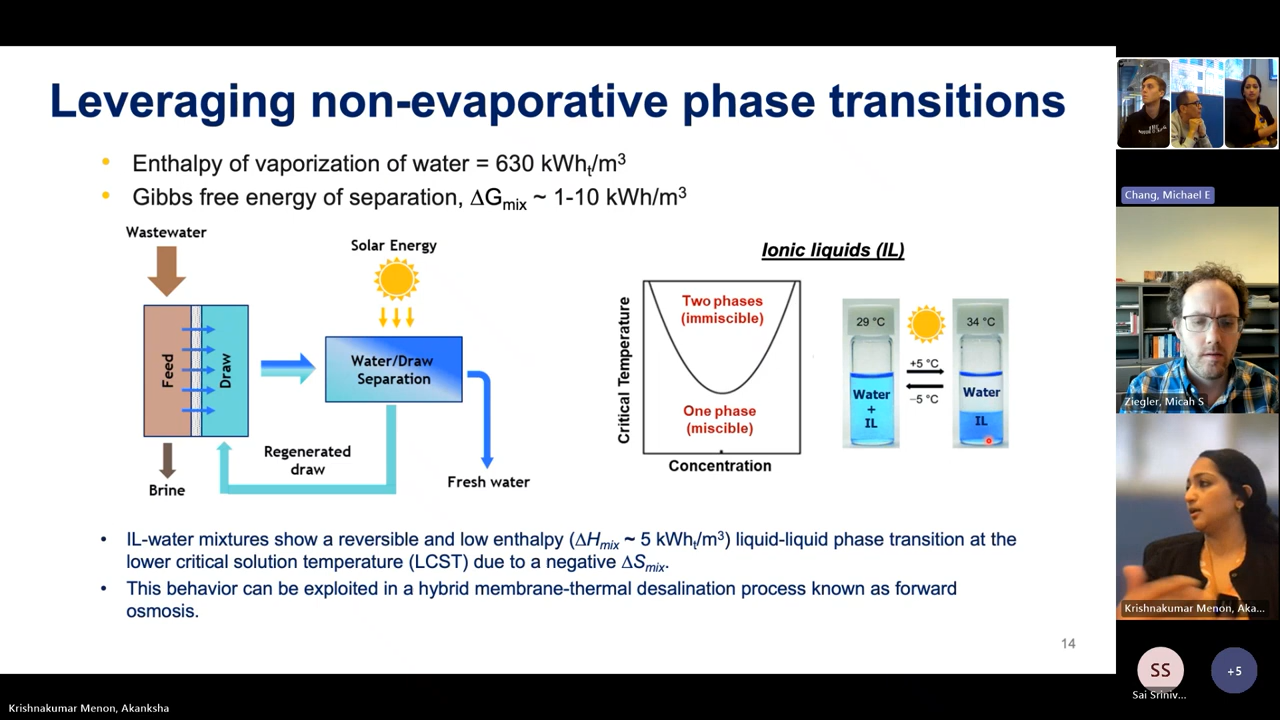 Leveraging non-evaporative phase transitions
• Enthalpy of vaporization of water = 630 kWhₜ/m³
• Gibbs free energy of separation, ΔGmix ~ 1-10 kWh/m³
Wastewater
Solar Energy
Feed
Draw
Water/Draw
Separation
Regenerated
draw
Brine
Fresh water
Ionic liquids (IL)
Critical Temperature
Two phases
(immiscible)
One phase
(miscible)
Concentration
29 °C
34 °C
+5 °C
−5 °C
Water
+
IL
Water
IL
• IL-water mixtures show a reversible and low enthalpy (ΔHmix ~ 5 kWhₜ/m³) liquid-liquid phase transition at the
lower critical solution temperature (LCST) due to a negative ΔSmix.
• This behavior can be exploited in a hybrid membrane-thermal desalination process known as forward
osmosis.
14
Chang, Michael E
Ziegler, Micah S
Krishnakumar Menon, Aka...
SS
Sai Sriniv...
+5
Krishnakumar Menon, Akanksha